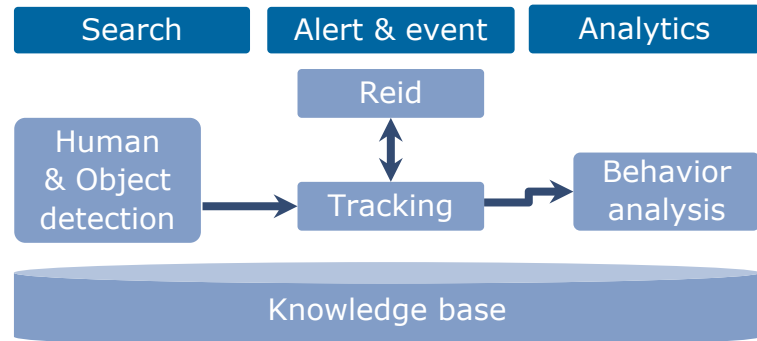 Search
Alert & event
Analytics
Reid
Human
& Object
detection
Tracking
Behavior
analysis
Knowledge base